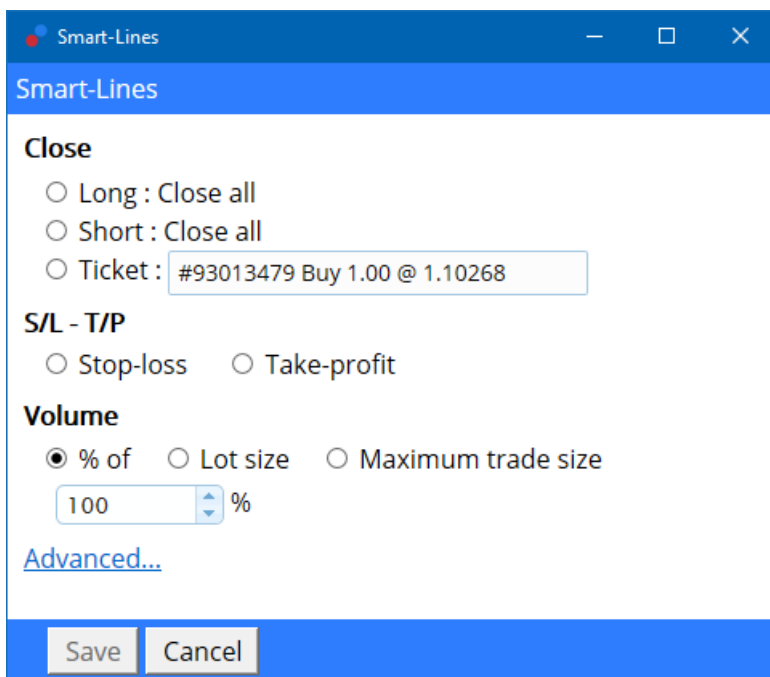 Smart-Lines
Smart-Lines
Close
Long : Close all
Short : Close all
Ticket : #93013479 Buy 1.00 @ 1.10268
S/L - T/P
Stop-loss Take-profit
Volume
% of Lot size Maximum trade size
100 %
Advanced...
Save Cancel